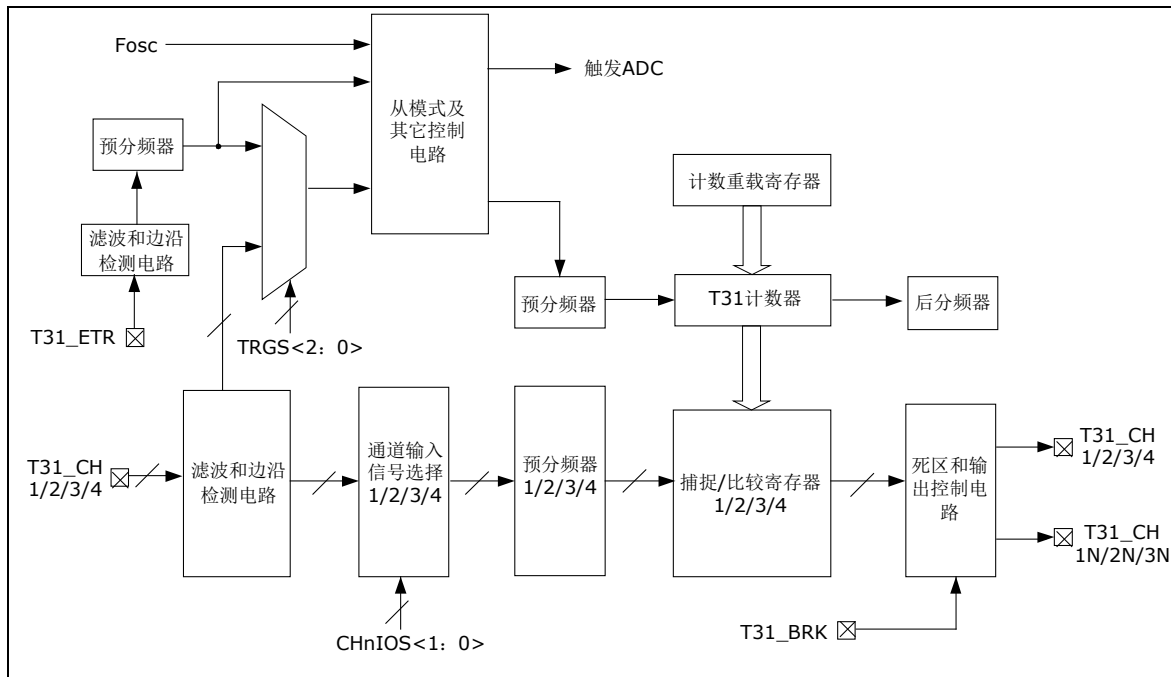 Fosc
触发ADC
从模式及
其它控制
电路
预分频器
计数重载寄存器
滤波和边沿
检测电路
预分频器
T31计数器
后分频器
T31_ETR
TRGS<2：0>
T31_CH
1/2/3/4
滤波和边沿
检测电路
通道输入
信号选择
1/2/3/4
预分频器
1/2/3/4
捕捉/比较寄存器
1/2/3/4
死区和输
出控制电
路
T31_CH
1/2/3/4
T31_CH
1N/2N/3N
CHnIOS<1：0>
T31_BRK